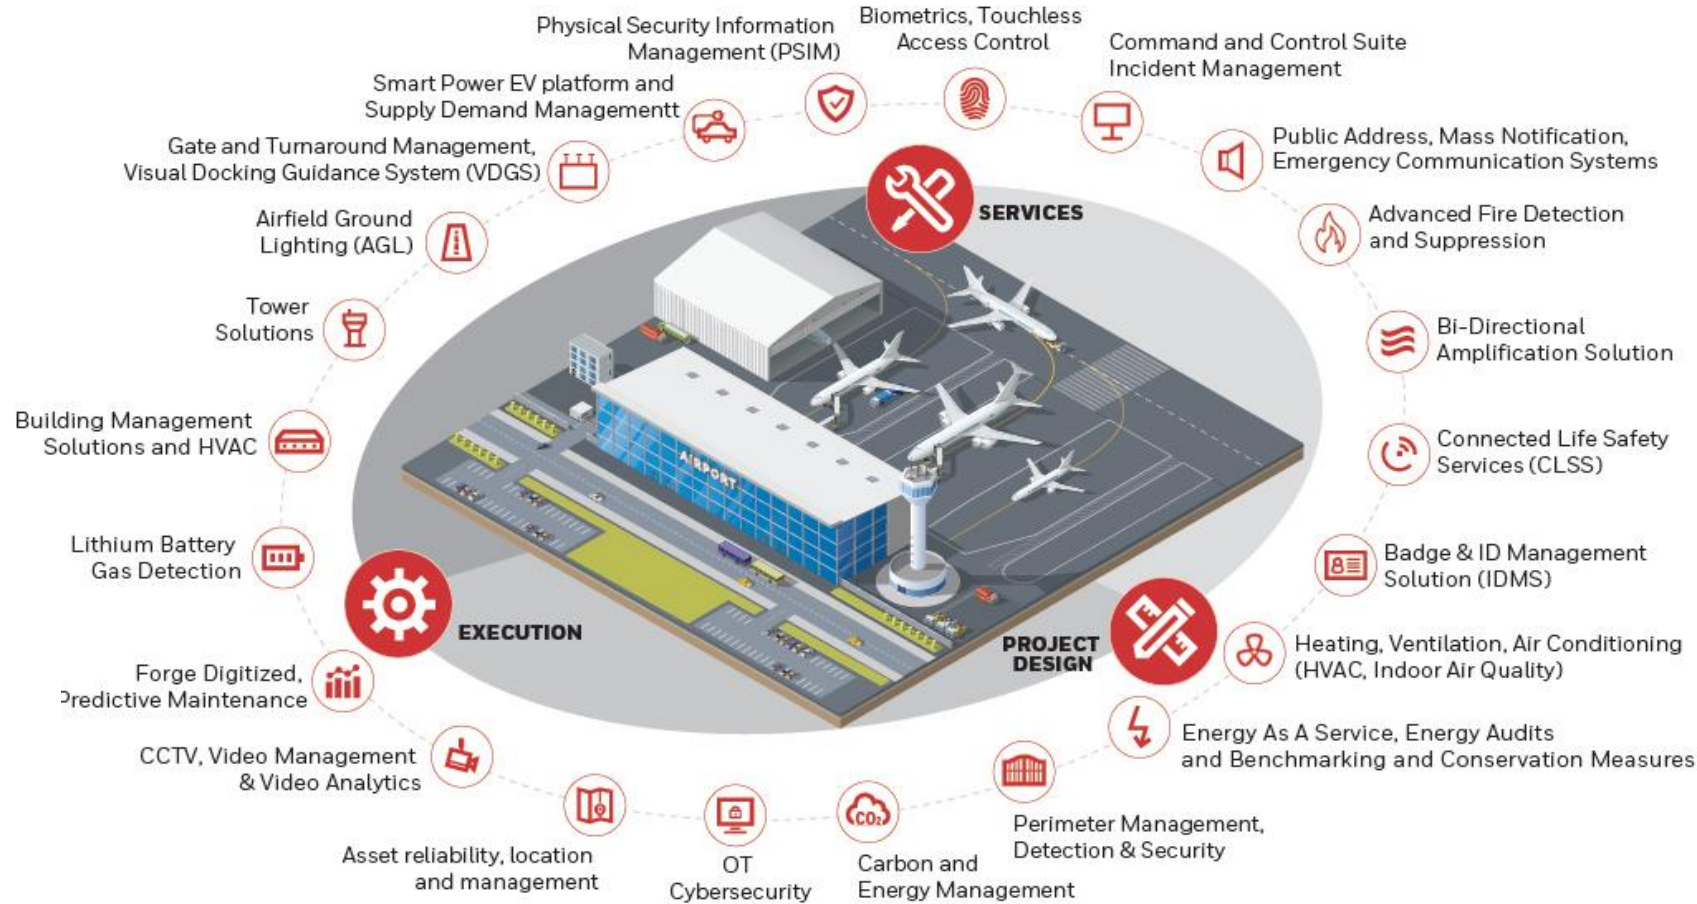 Physical Security Information
Management (PSIM)
Biometrics, Touchless
Access Control
Command and Control Suite
Incident Management
Smart Power EV platform and
Supply Demand Managementt
Public Address, Mass Notification,
Emergency Communication Systems
Gate and Turnaround Management,
Visual Docking Guidance System (VDGS)
Advanced Fire Detection
and Suppression
Airfield Ground
Lighting (AGL)
SERVICES
Tower
Solutions
Bi-Directional
Amplification Solution
Building Management
Solutions and HVAC
Connected Life Safety
Services (CLSS)
AIRPORT
Lithium Battery
Gas Detection
Badge & ID Management
Solution (IDMS)
EXECUTION
PROJECT
DESIGN
Heating, Ventilation, Air Conditioning
(HVAC, Indoor Air Quality)
Forge Digitized,
Predictive Maintenance
Energy As A Service, Energy Audits
and Benchmarking and Conservation Measures
CCTV, Video Management
& Video Analytics
CO₂
Perimeter Management,
Detection & Security
Asset reliability, location
and management
OT
Cybersecurity
Carbon and
Energy Management